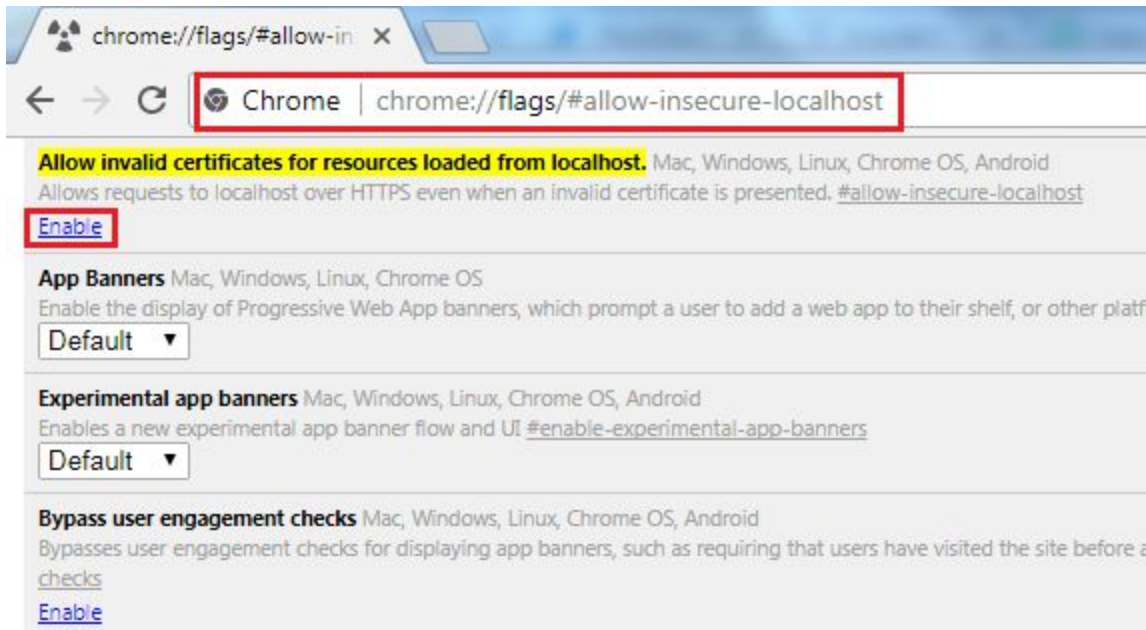 chrome://flags/#allow-in
Chrome | chrome://flags/#allow-insecure-localhost
Allow invalid certificates for resources loaded from localhost. Mac, Windows, Linux, Chrome OS, Android
Allows requests to localhost over HTTPS even when an invalid certificate is presented. #allow-insecure-localhost
Enable
App Banners Mac, Windows, Linux, Chrome OS
Enable the display of Progressive Web App banners, which prompt a user to add a web app to their shelf, or other platf
Default
Experimental app banners Mac, Windows, Linux, Chrome OS, Android
Enables a new experimental app banner flow and UI #enable-experimental-app-banners
Default
Bypass user engagement checks Mac, Windows, Linux, Chrome OS, Android
Bypasses user engagement checks for displaying app banners, such as requiring that users have visited the site before a
checks
Enable